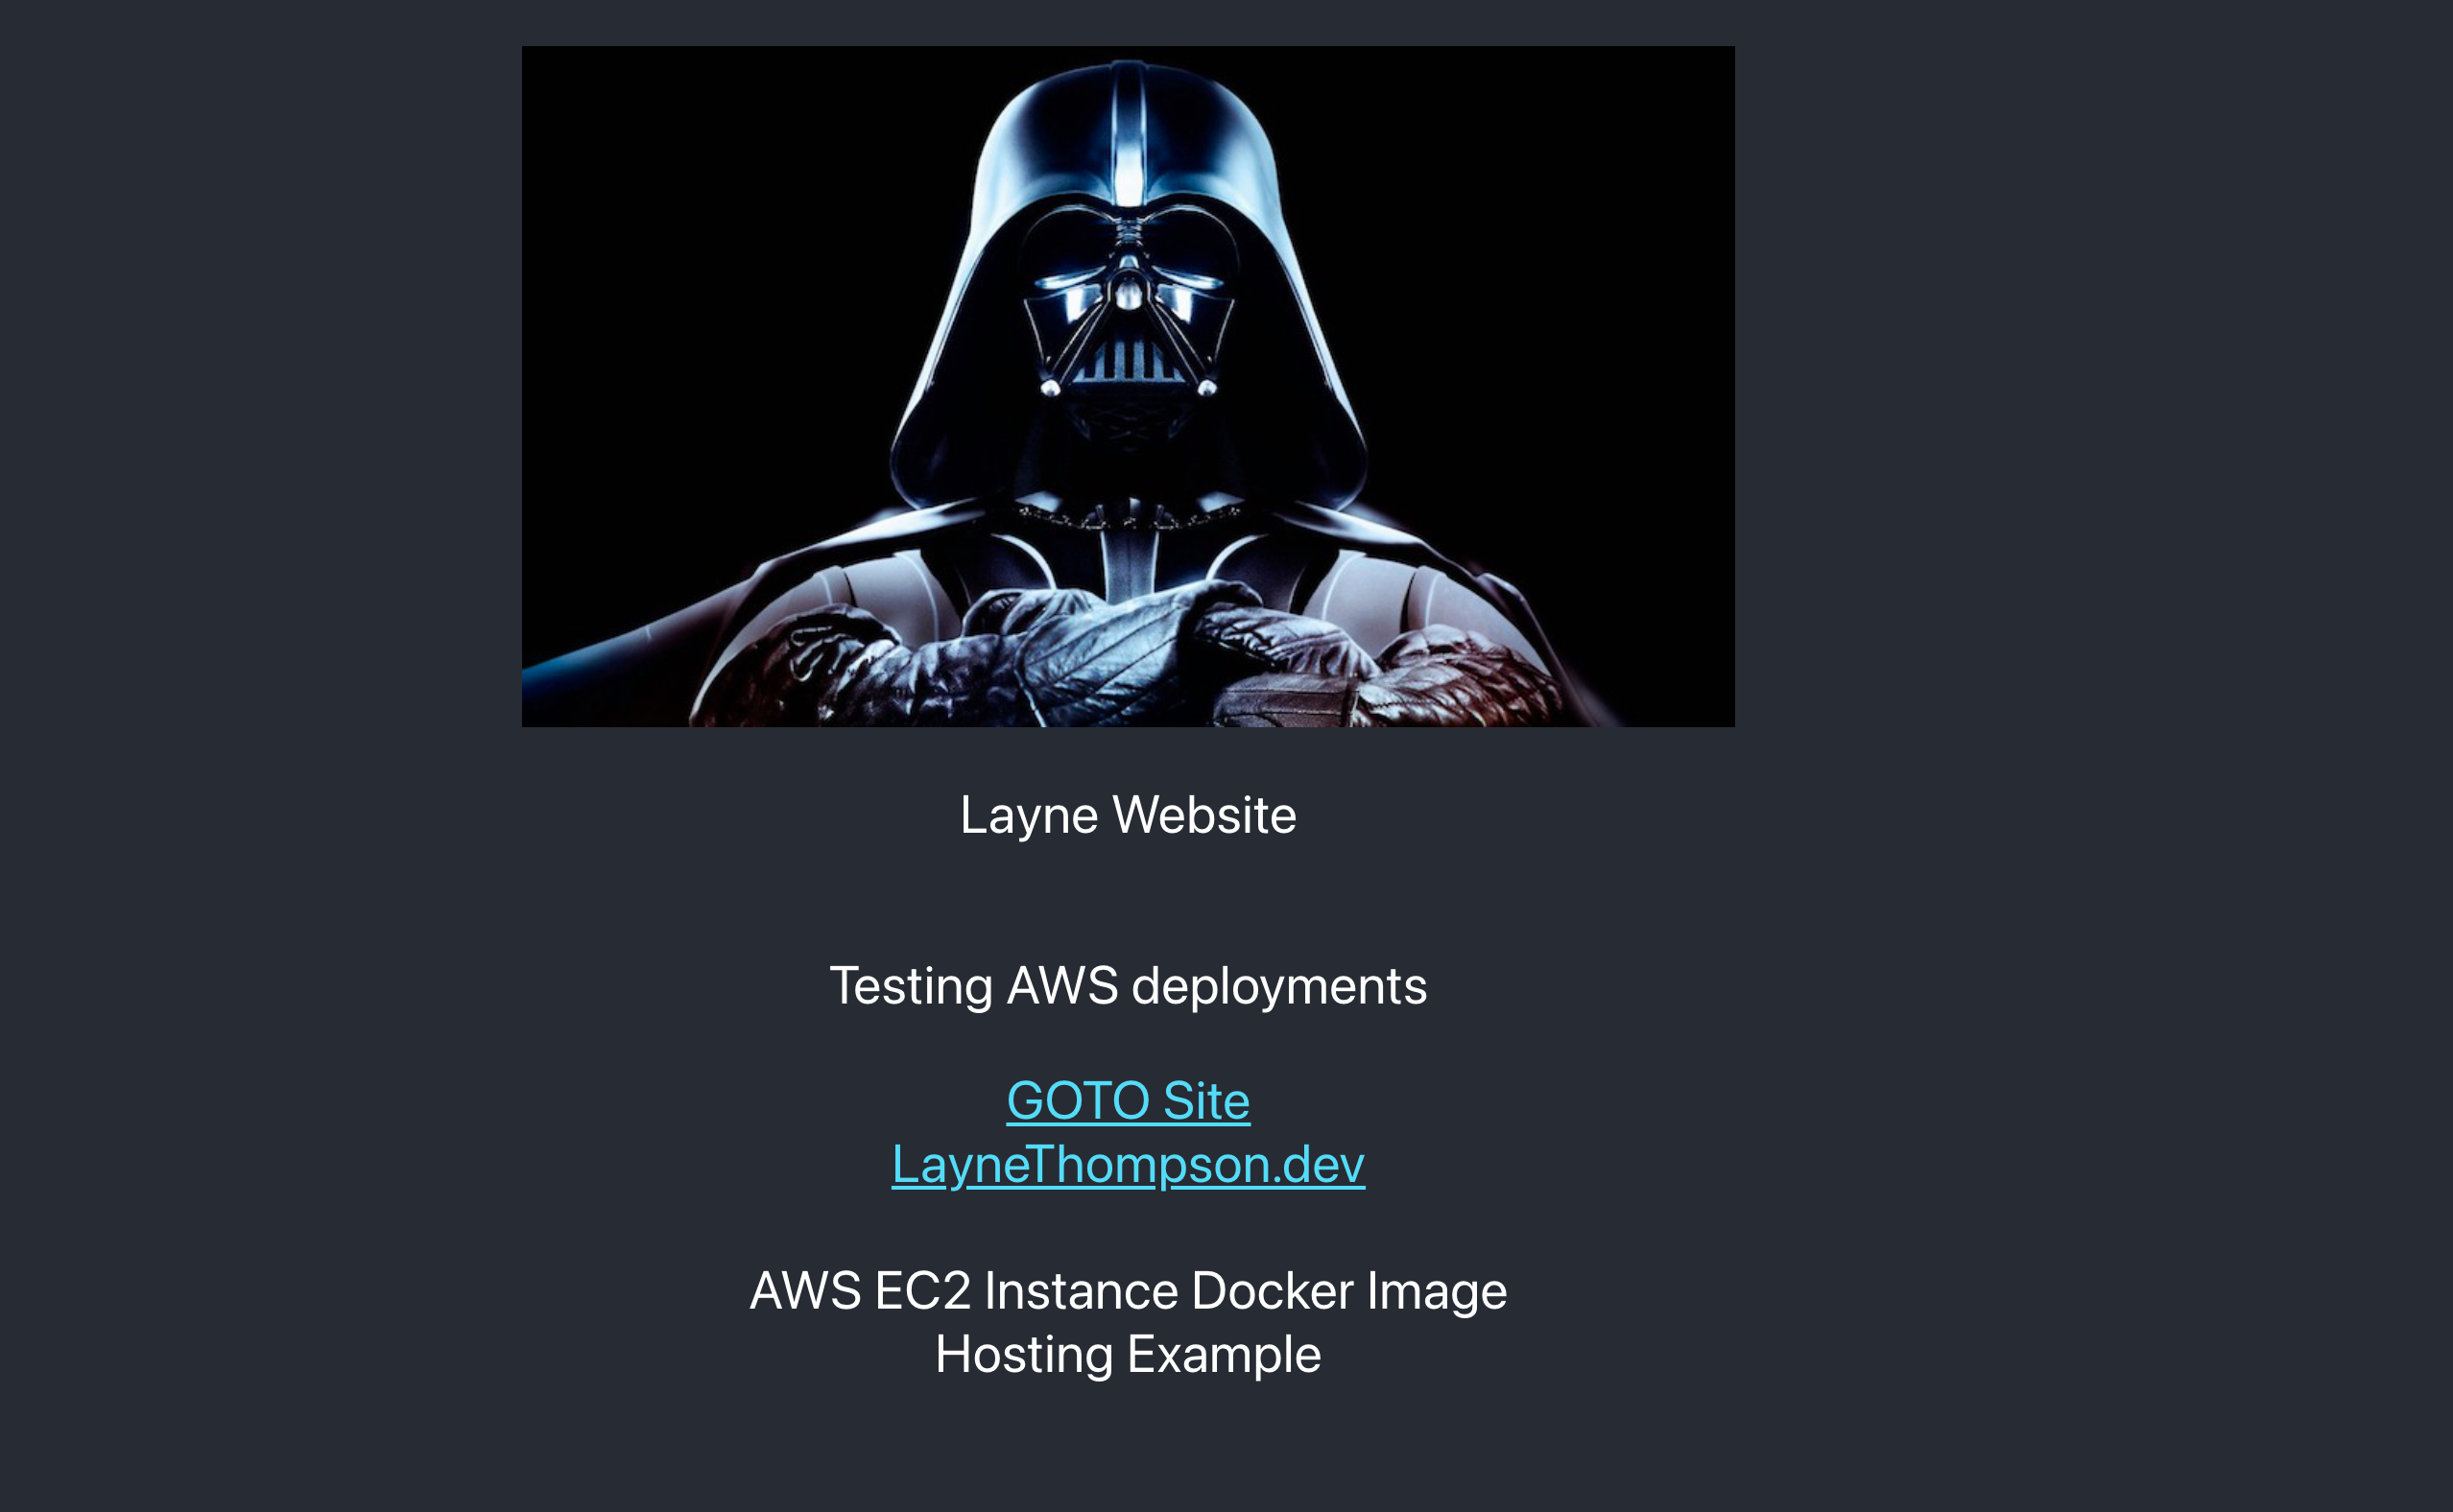 Layne Website
Testing AWS deployments
GOTO Site
LayneThompson.dev
AWS EC2 Instance Docker Image
Hosting Example